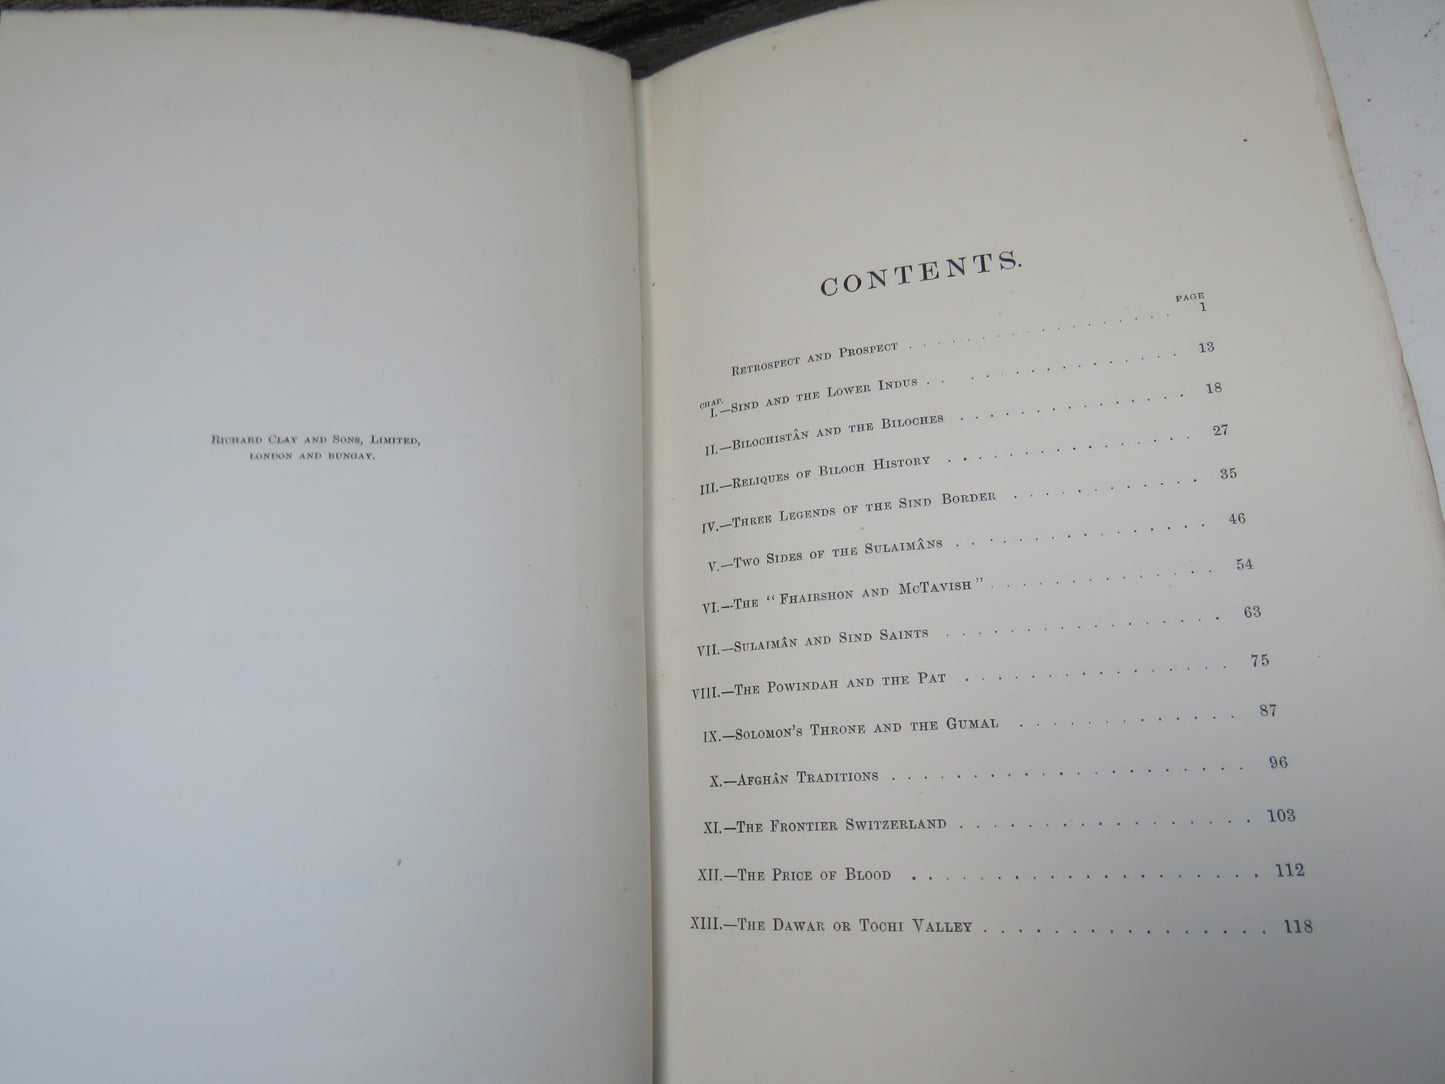 RICHARD CLAY AND SONS, LIMITED,
LONDON AND BUNGAY.
CONTENTS.
PAGE
RETROSPECT AND PROSPECT . . . . . . . . . . . . 1
CHAP.
I.—SIND AND THE LOWER INDUS . . . . . . . . . . . . 13
II.—BILOCHISTÂN AND THE BILOCHES . . . . . . . . . . . 18
III.—RELIQUES OF BILOCH HISTORY . . . . . . . . . . . 27
IV.—THREE LEGENDS OF THE SIND BORDER . . . . . . . . . 35
V.—TWO SIDES OF THE SULAIMÂNS . . . . . . . . . . . . 46
VI.—THE "FHAIRSHON AND MCTAVISH" . . . . . . . . . . . 54
VII.—SULAIMÂN AND SIND SAINTS . . . . . . . . . . . . 63
VIII.—THE POWINDAH AND THE PAT . . . . . . . . . . . . 75
IX.—SOLOMON'S THRONE AND THE GUMAL . . . . . . . . . . 87
X.—AFGHÂN TRADITIONS . . . . . . . . . . . . . . . . 96
XI.—THE FRONTIER SWITZERLAND . . . . . . . . . . . . . 103
XII.—THE PRICE OF BLOOD . . . . . . . . . . . . . . . 112
XIII.—THE DAWAR OR TOCHI VALLEY . . . . . . . . . . . . 118